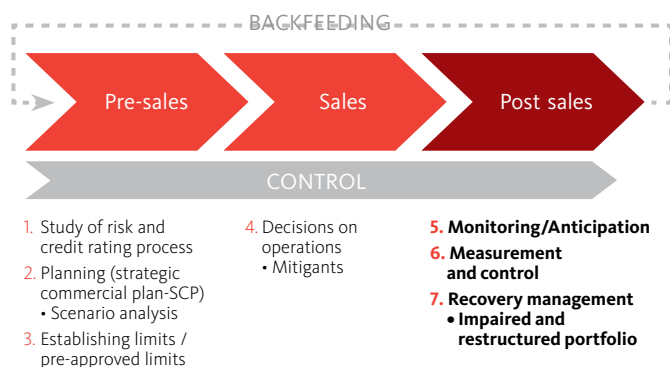 BACKFEEDING
Pre-sales
Sales
Post sales
CONTROL
1. Study of risk and
credit rating process
2. Planning (strategic
commercial plan-SCP)
• Scenario analysis
3. Establishing limits /
pre-approved limits
4. Decisions on
operations
• Mitigants
5. Monitoring/Anticipation
6. Measurement
and control
7. Recovery management
• Impaired and
restructured portfolio